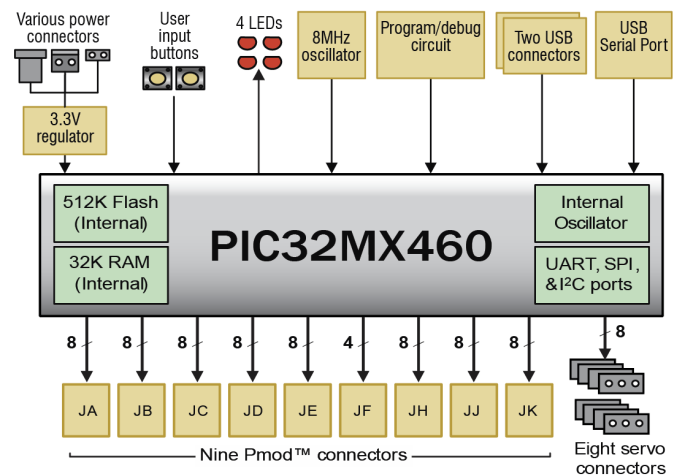 Various power
connectors
User
input
buttons
4 LEDs
8MHz
oscillator
Program/debug
circuit
Two USB
connectors
USB
Serial Port
3.3V
regulator
512K Flash
(Internal)
32K RAM
(Internal)
PIC32MX460
Internal
Oscillator
UART, SPI,
&I²C ports
8
8
8
8
8
4
8
8
8
8
JA
JB
JC
JD
JE
JF
JH
JJ
JK
Nine Pmod™ connectors
Eight servo
connectors